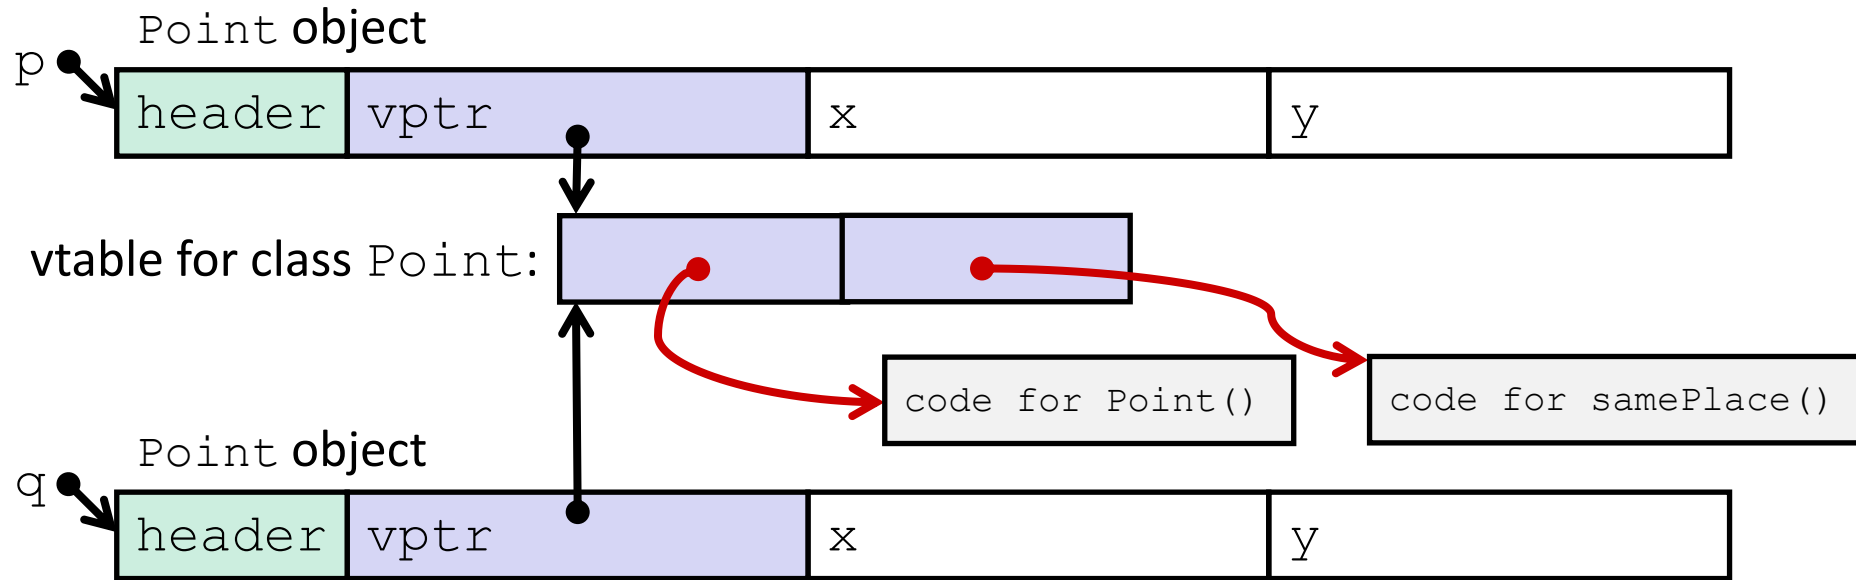 Point object
p
header vptr x y
vtable for class Point:
code for Point() code for samePlace()
Point object
q
header vptr x y